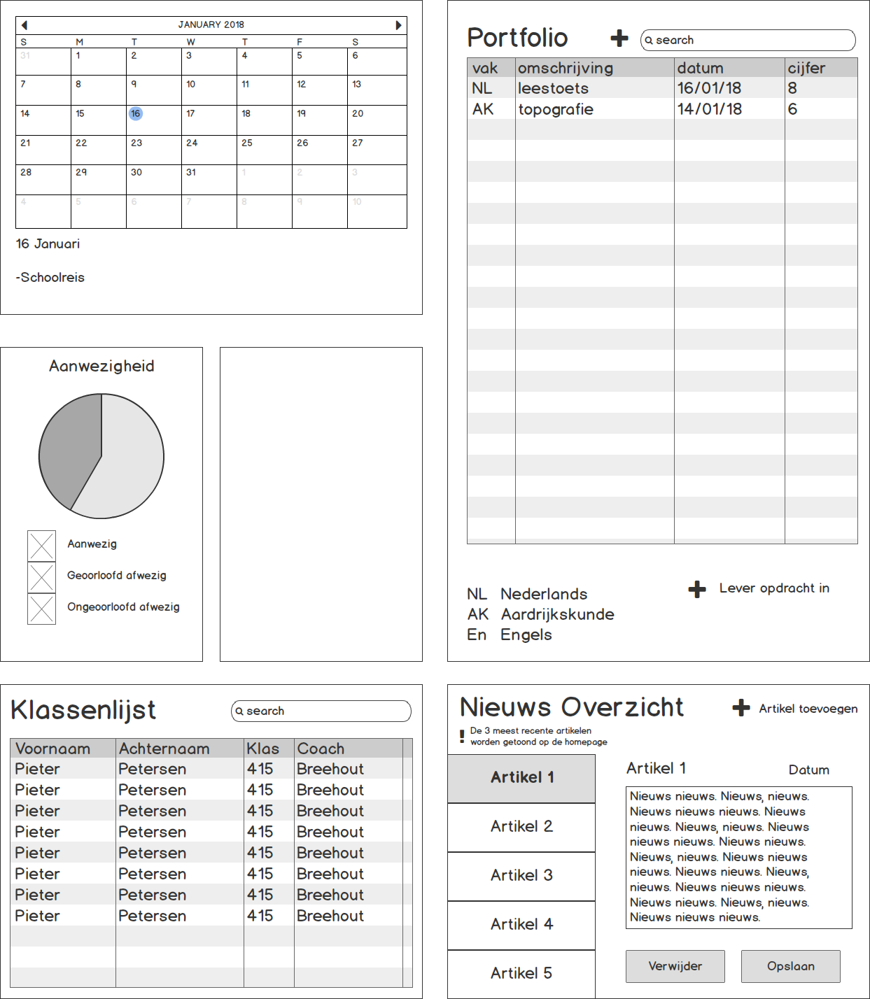 JANUARY 2018
S M T W T F S
31 1 2 3 4 5 6
7 8 9 10 11 12 13
14 15 16 17 18 19 20
21 22 23 24 25 26 27
28 29 30 31 1 2 3
4 5 6 7 8 9 10
16 Januari
-Schoolreis
Portfolio
search
vak omschrijving datum cijfer
NL leestoets 16/01/18 8
AK topografie 14/01/18 6
NL Nederlands
AK Aardrijkskunde
En Engels
Lever opdracht in
Aanwezigheid
Aanwezig
Geoorloofd afwezig
Ongeoorloofd afwezig
Klassenlijst
search
Voornaam Achternaam Klas Coach
Pieter Petersen 415 Breehout
Pieter Petersen 415 Breehout
Pieter Petersen 415 Breehout
Pieter Petersen 415 Breehout
Pieter Petersen 415 Breehout
Pieter Petersen 415 Breehout
Pieter Petersen 415 Breehout
Pieter Petersen 415 Breehout
Nieuws Overzicht
Artikel toevoegen
! De 3 meest recente artikelen
worden getoond op de homepage
Artikel 1
Artikel 2
Artikel 3
Artikel 4
Artikel 5
Artikel 1 Datum
Nieuws nieuws. Nieuws, nieuws.
Nieuws nieuws nieuws. Nieuws
nieuws. Nieuws, nieuws. Nieuws
nieuws nieuws. Nieuws nieuws.
Nieuws, nieuws. Nieuws nieuws
nieuws. Nieuws nieuws. Nieuws,
nieuws. Nieuws nieuws nieuws.
Nieuws nieuws. Nieuws, nieuws.
Nieuws nieuws nieuws.
Verwijder Opslaan